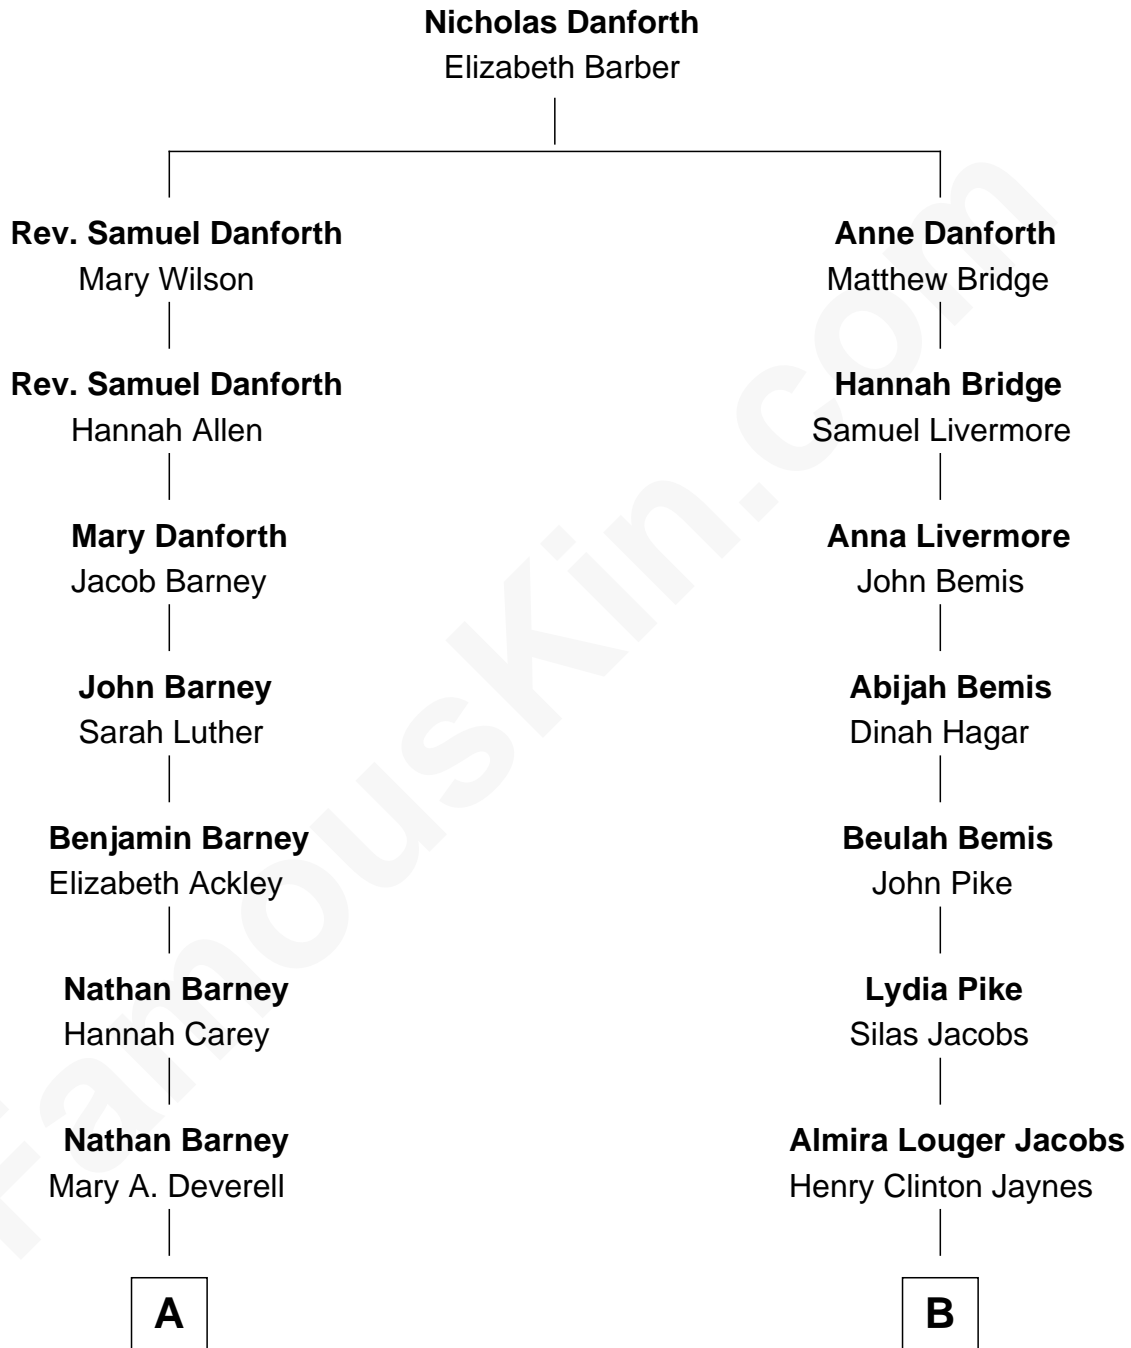 Nicholas Danforth
Elizabeth Barber
Rev. Samuel Danforth
Mary Wilson
Rev. Samuel Danforth
Hannah Allen
Mary Danforth
Jacob Barney
John Barney
Sarah Luther
Benjamin Barney
Elizabeth Ackley
Nathan Barney
Hannah Carey
Nathan Barney
Mary A. Deverell
A
Anne Danforth
Matthew Bridge
Hannah Bridge
Samuel Livermore
Anna Livermore
John Bemis
Abijah Bemis
Dinah Hagar
Beulah Bemis
John Pike
Lydia Pike
Silas Jacobs
Almira Louger Jacobs
Henry Clinton Jaynes
B
FamousKin.com